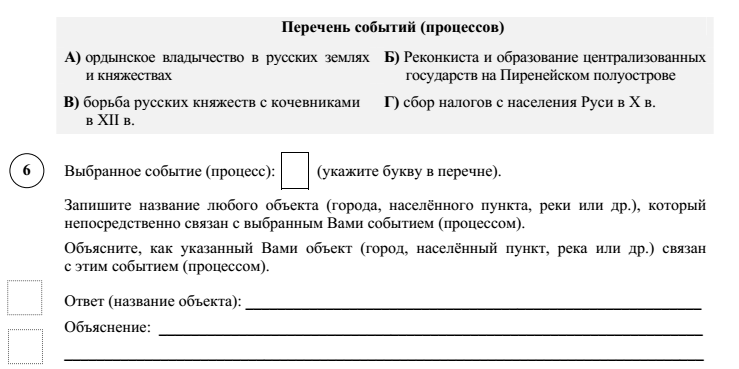 Перечень событий (процессов)
А) ордынское владычество в русских землях и княжествах
Б) Реконкиста и образование централизованных государств на Пиренейском полуострове
В) борьба русских княжеств с кочевниками в XII в.
Г) сбор налогов с населения Руси в X в.
6
Выбранное событие (процесс): (укажите букву в перечне).
Запишите название любого объекта (города, населённого пункта, реки или др.), который
непосредственно связан с выбранным Вами событием (процессом).
Объясните, как указанный Вами объект (город, населённый пункт, река или др.) связан
с этим событием (процессом).
Ответ (название объекта):
Объяснение: